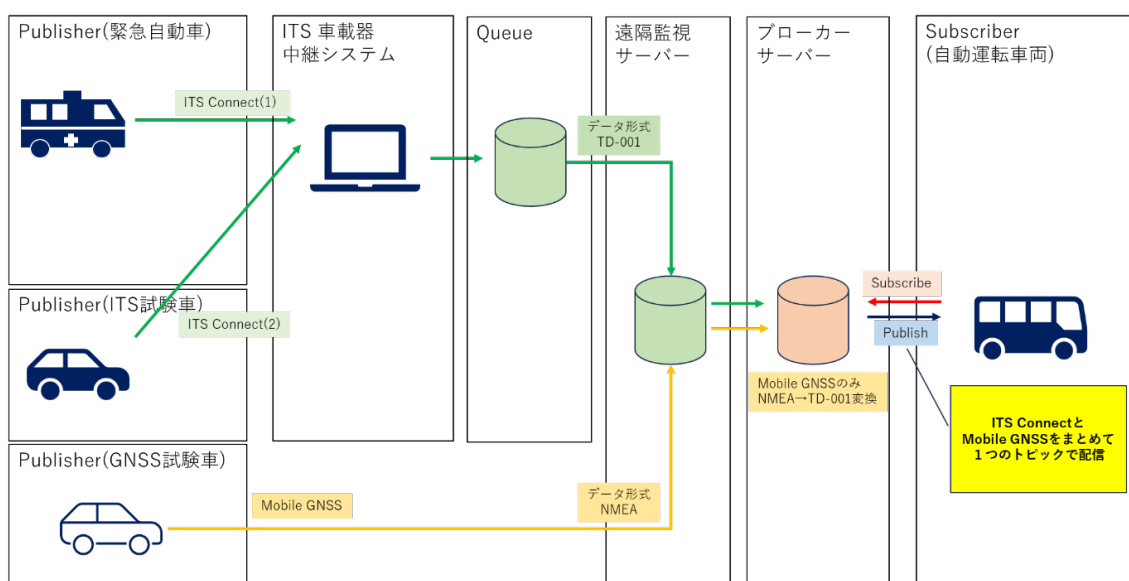 Publisher(緊急自動車)
ITS 車載器
中継システム
Queue
遠隔監視
サーバー
ブローカー
サーバー
Subscriber
(自動運転車両)
ITS Connect(1)
データ形式
TD-001
Publisher(ITS試験車)
ITS Connect(2)
Subscribe
Publish
Mobile GNSSのみ
NMEA→TD-001変換
ITS Connectと
Mobile GNSSをまとめて
1つのトピックで配信
Publisher(GNSS試験車)
Mobile GNSS
データ形式
NMEA